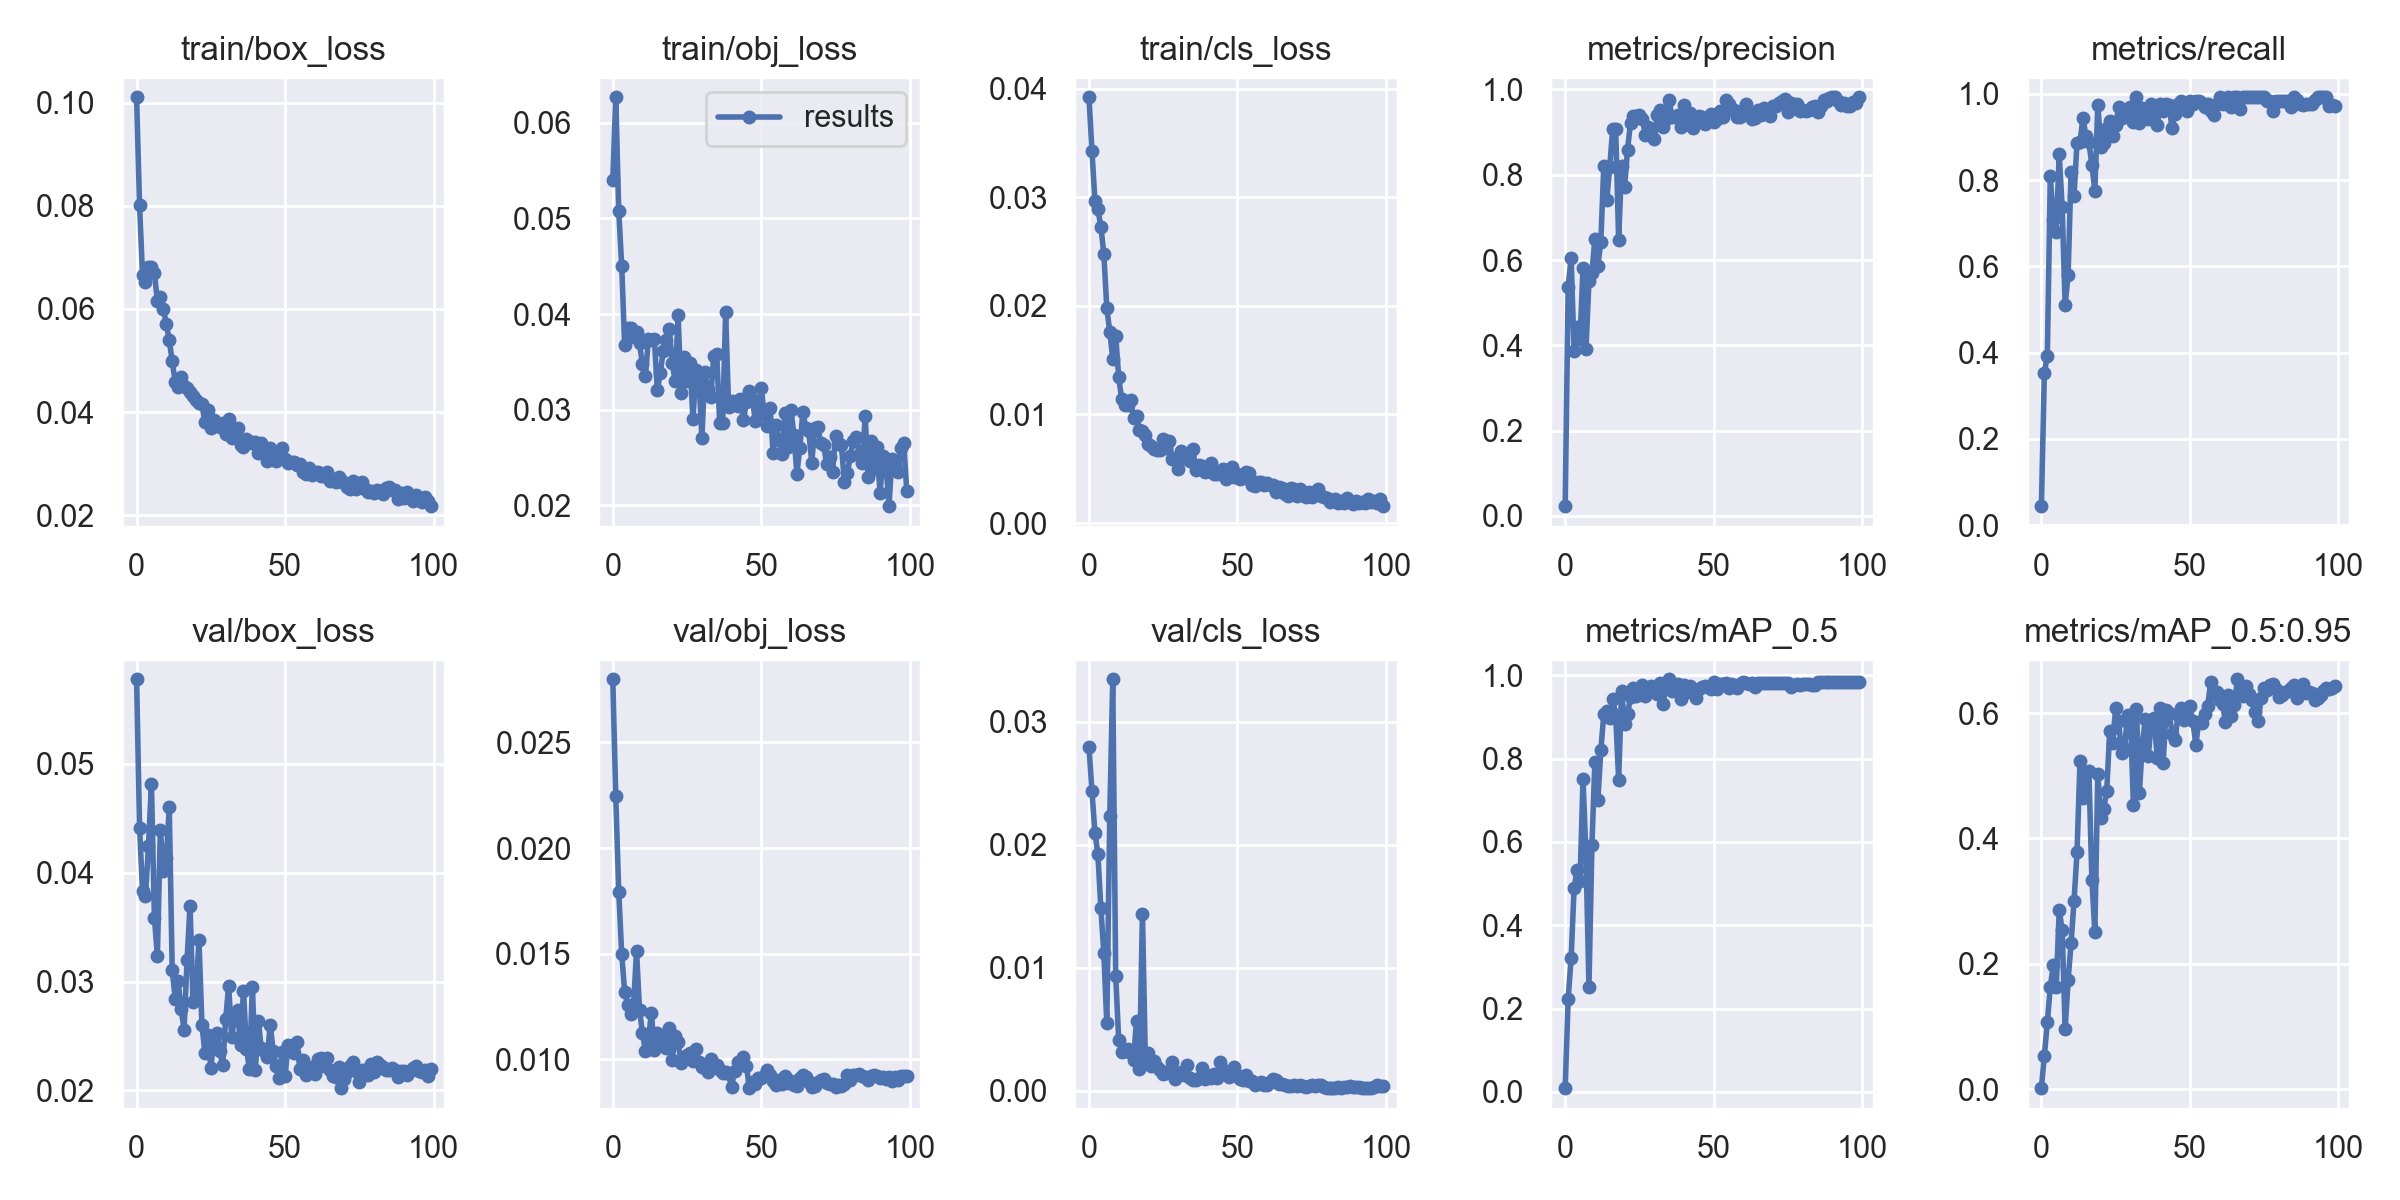 train/box_loss
0.10
0.08
0.06
0.04
0.02
0 50 100
train/obj_loss
results
0.06
0.05
0.04
0.03
0.02
0 50 100
train/cls_loss
0.04
0.03
0.02
0.01
0.00
0 50 100
metrics/precision
1.0
0.8
0.6
0.4
0.2
0.0
0 50 100
metrics/recall
1.0
0.8
0.6
0.4
0.2
0.0
0 50 100
val/box_loss
0.05
0.04
0.03
0.02
0 50 100
val/obj_loss
0.025
0.020
0.015
0.010
0 50 100
val/cls_loss
0.03
0.02
0.01
0.00
0 50 100
metrics/mAP_0.5
1.0
0.8
0.6
0.4
0.2
0.0
0 50 100
metrics/mAP_0.5:0.95
0.6
0.4
0.2
0.0
0 50 100